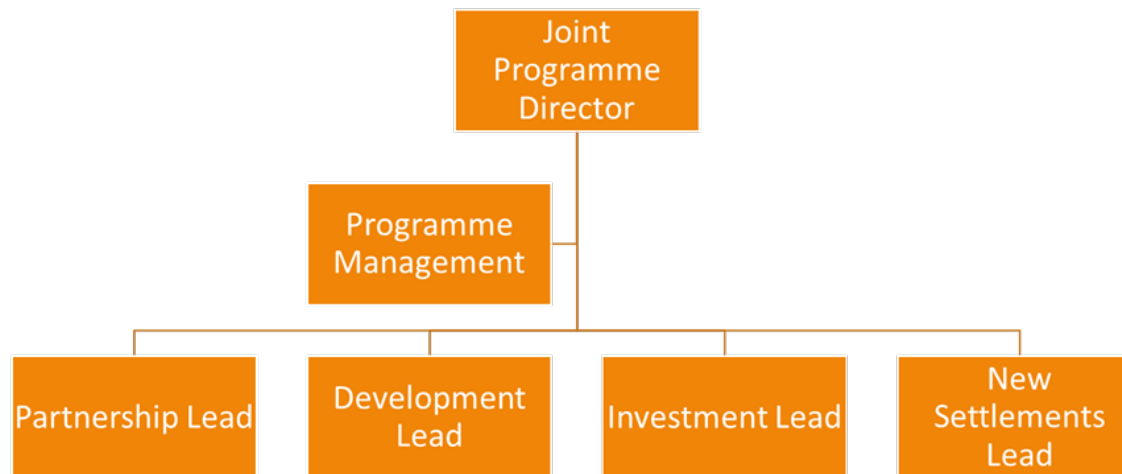 Joint
Programme
Director
Programme
Management
Partnership Lead
Development
Lead
Investment Lead
New
Settlements
Lead